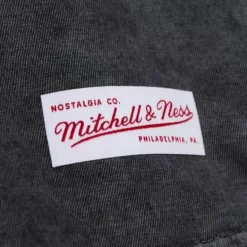 NOSTALGIA CO.
Mitchell & Ness
PHILADELPHIA, PA.